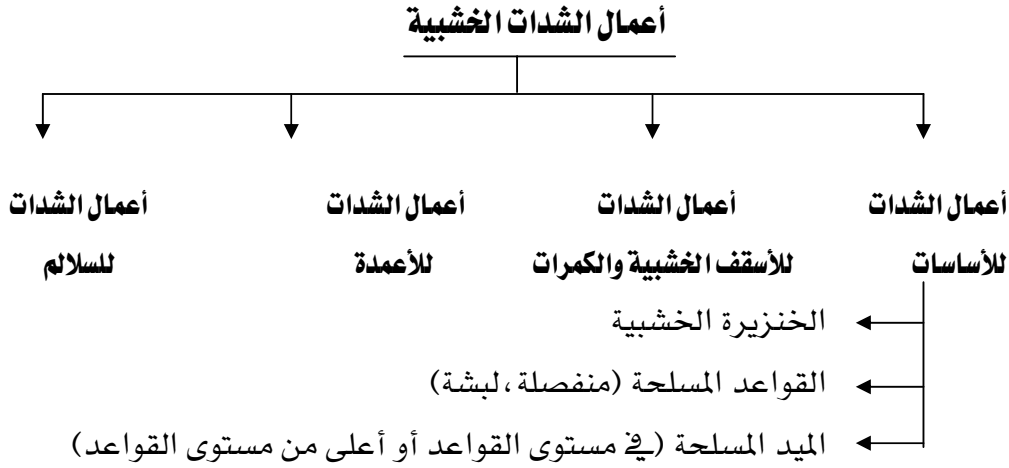 أعمال الشدات الخشبية
أعمال الشدات
للأساسات
أعمال الشدات
للأسقف الخشبية والكمرات
أعمال الشدات
للأعمدة
أعمال الشدات
للسلالم
الخنزيرة الخشبية
القواعد المسلحة (منفصلة،لبشة)
الميد المسلحة (في مستوى القواعد أو أعلى من مستوى القواعد)